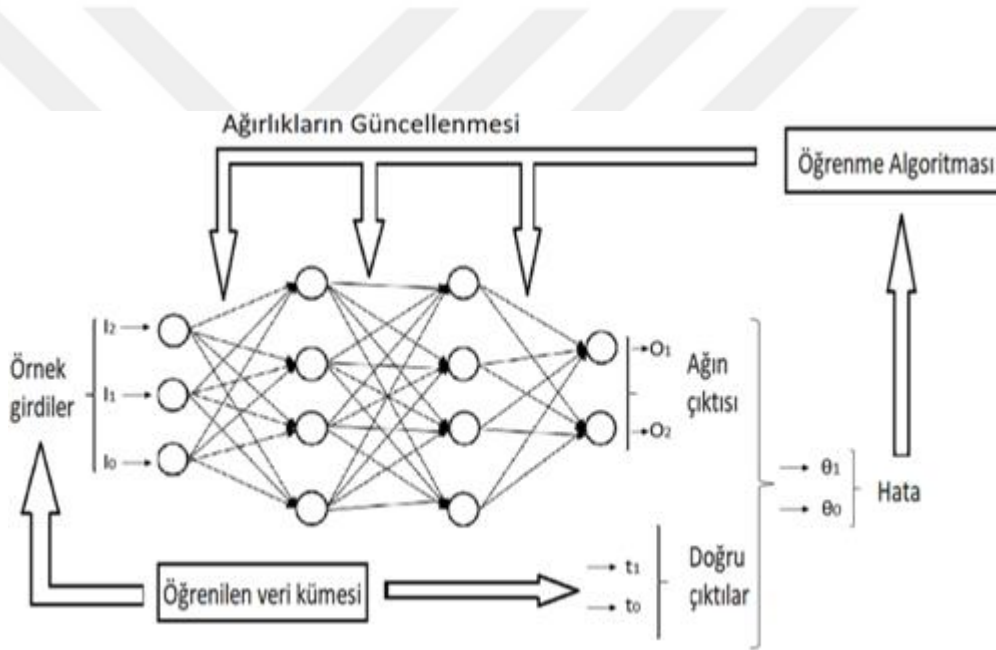 Ağırlıkların Güncellenmesi
Öğrenme Algoritması
Örnek
girdiler
I2
I1
I0
O1
O2
Ağın
çıktısı
θ1
θ0
Hata
Öğrenilen veri kümesi
t1
t0
Doğru
çıktılar